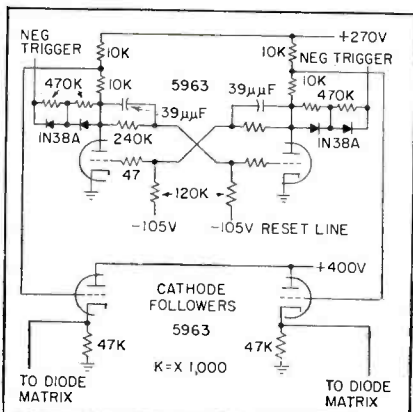 NEG TRIGGER
10K
10K
+270V
NEG TRIGGER
470K
10K
5963
10K
470K
39μμF
39μμF
1N38A
240K
1N38A
47
120K
-105V
-105V RESET LINE
+400V
CATHODE FOLLOWERS
5963
47K
47K
K=X 1,000
TO DIODE MATRIX
TO DIODE MATRIX